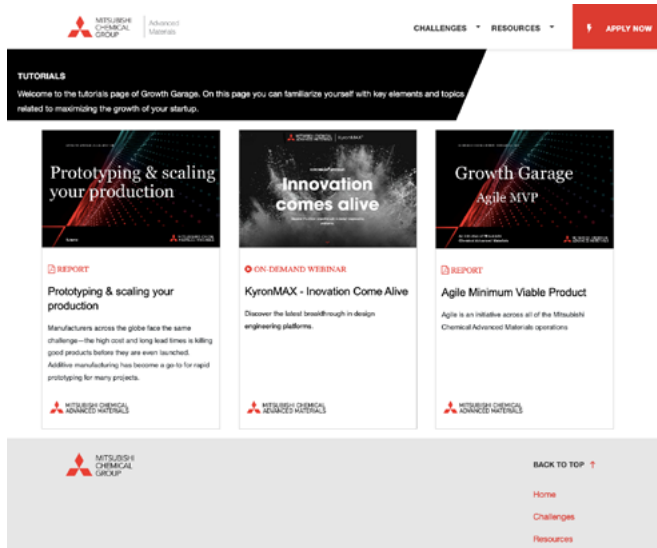 MITSUBISHI
CHEMICAL
GROUP
Advanced
Materials
CHALLENGES
RESOURCES
APPLY NOW
TUTORIALS
Welcome to the tutorials page of Growth Garage. On this page you can familiarize yourself with key elements and topics
related to maximizing the growth of your startup.
Prototyping & scaling
your production
REPORT
Prototyping & scaling your
production
Manufacturers across the globe face the same
challenge—the high cost and long lead times is killing
good products before they are even launched.
Additive manufacturing has become a go-to for rapid
prototyping for many projects.
MITSUBISHI CHEMICAL
ADVANCED MATERIALS
KyronMAX
Innovation
comes alive
ON-DEMAND WEBINAR
KyronMAX - Inovation Come Alive
Discover the latest breakthrough in design
engineering platforms.
MITSUBISHI CHEMICAL
ADVANCED MATERIALS
Growth Garage
Agile MVP
REPORT
Agile Minimum Viable Product
Agile is an initiative across all of the Mitsubishi
Chemical Advanced Materials operations
MITSUBISHI CHEMICAL
ADVANCED MATERIALS
MITSUBISHI
CHEMICAL
GROUP
BACK TO TOP
Home
Challenges
Resources